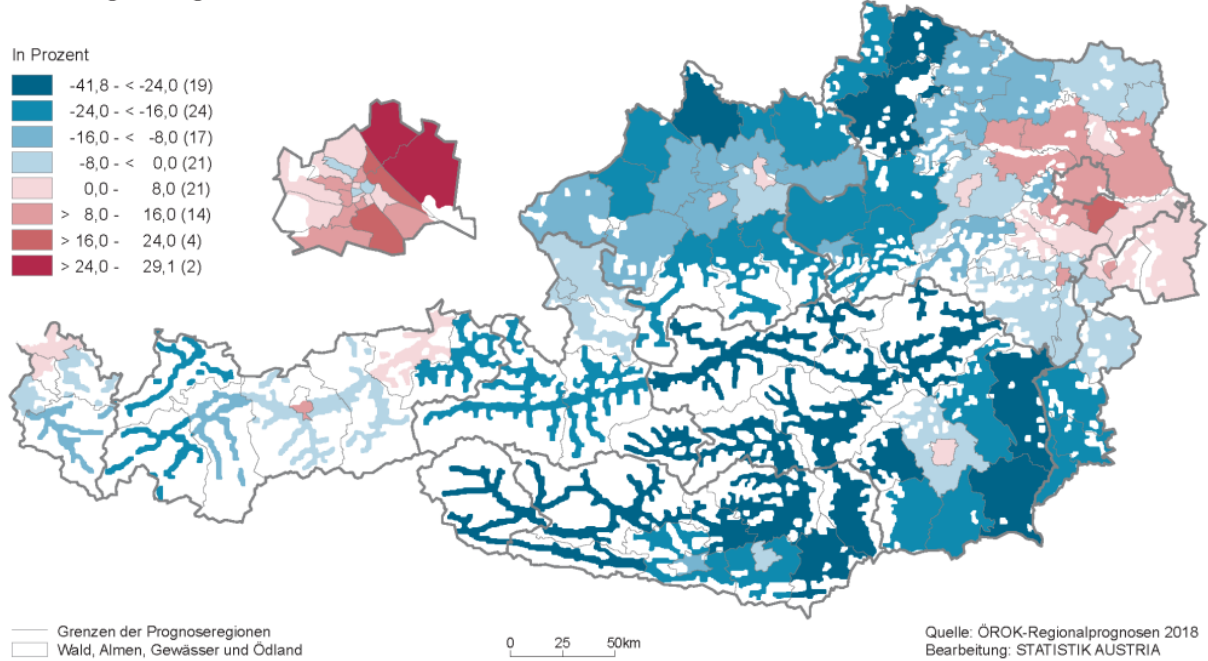 In Prozent
-41,8 - < -24,0 (19)
-24,0 - < -16,0 (24)
-16,0 - < -8,0 (17)
-8,0 - < 0,0 (21)
0,0 - 8,0 (21)
> 8,0 - 16,0 (14)
> 16,0 - 24,0 (4)
> 24,0 - 29,1 (2)
Grenzen der Prognoseregionen
Wald, Almen, Gewässer und Ödland
0 25 50km
Quelle: ÖROK-Regionalprognosen 2018
Bearbeitung: STATISTIK AUSTRIA